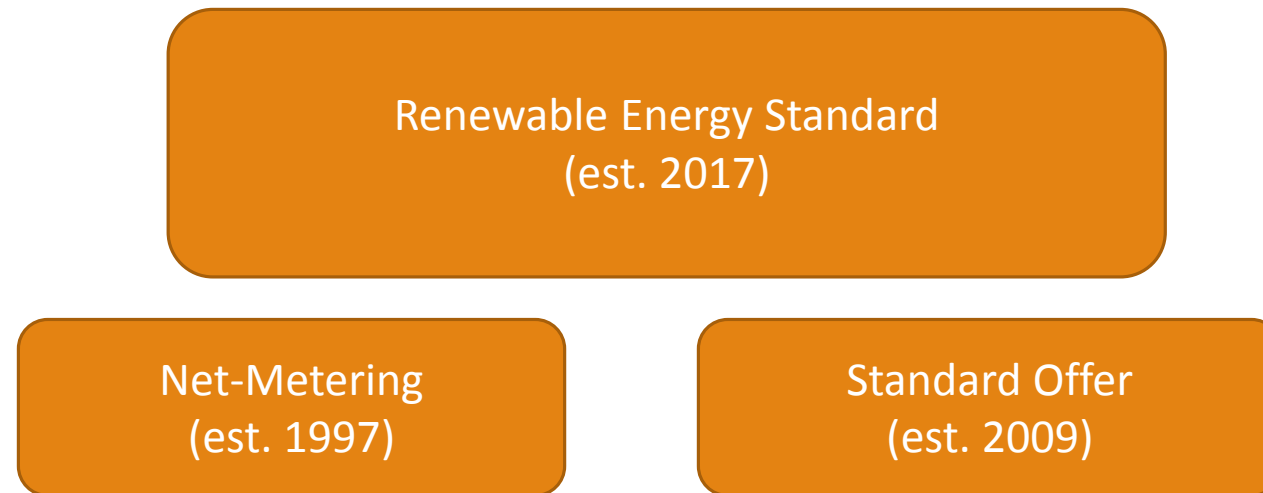 Renewable Energy Standard
(est. 2017)
Net-Metering
(est. 1997)
Standard Offer
(est. 2009)